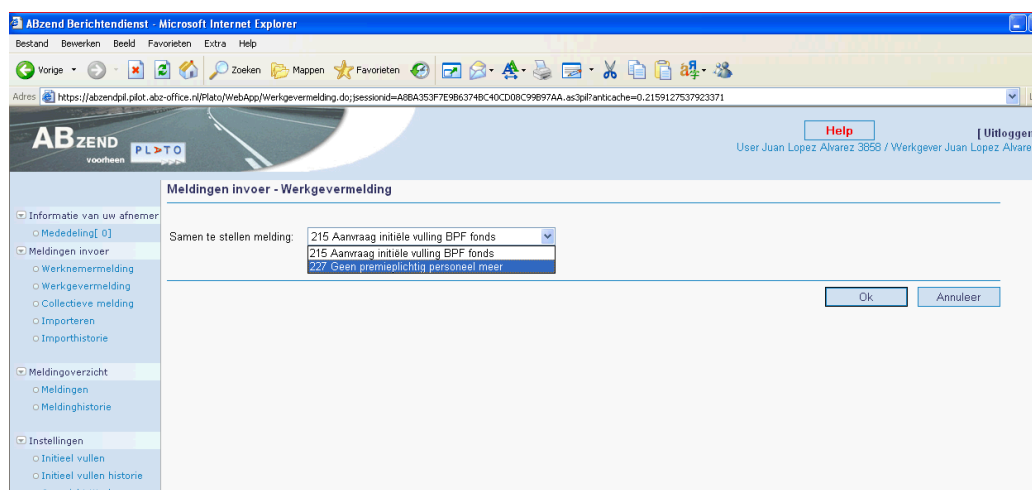 ABzend Berichtendienst - Microsoft Internet Explorer
Bestand Bewerken Beeld Favorieten Extra Help
Vorige Zoeken Mappen Favorieten
Adres https://abzendpil.pilot.abz-office.nl/Plato/WebApp/Werkgevermelding.do;jsessionid=A8BA353F7E9B6374BC40CD08C99B97AA.as3pil?anticache=0.2159127537923371
ABZEND
voorheen PLATO
Help
[ Uitloggen
User Juan Lopez Alvarez 3858 / Werkgever Juan Lopez Alvare
Meldingen invoer - Werkgevermelding
Informatie van uw afnemer
Mededeling[ 0]
Meldingen invoer
Werknemermelding
Werkgevermelding
Collectieve melding
Importeren
Importhistorie
Meldingoverzicht
Meldingen
Meldinghistorie
Instellingen
Initieel vullen
Initieel vullen historie
Samen te stellen melding: 215 Aanvraag initiële vulling BPF fonds
215 Aanvraag initiële vulling BPF fonds
227 Geen premieplichtig personeel meer
Ok Annuleer